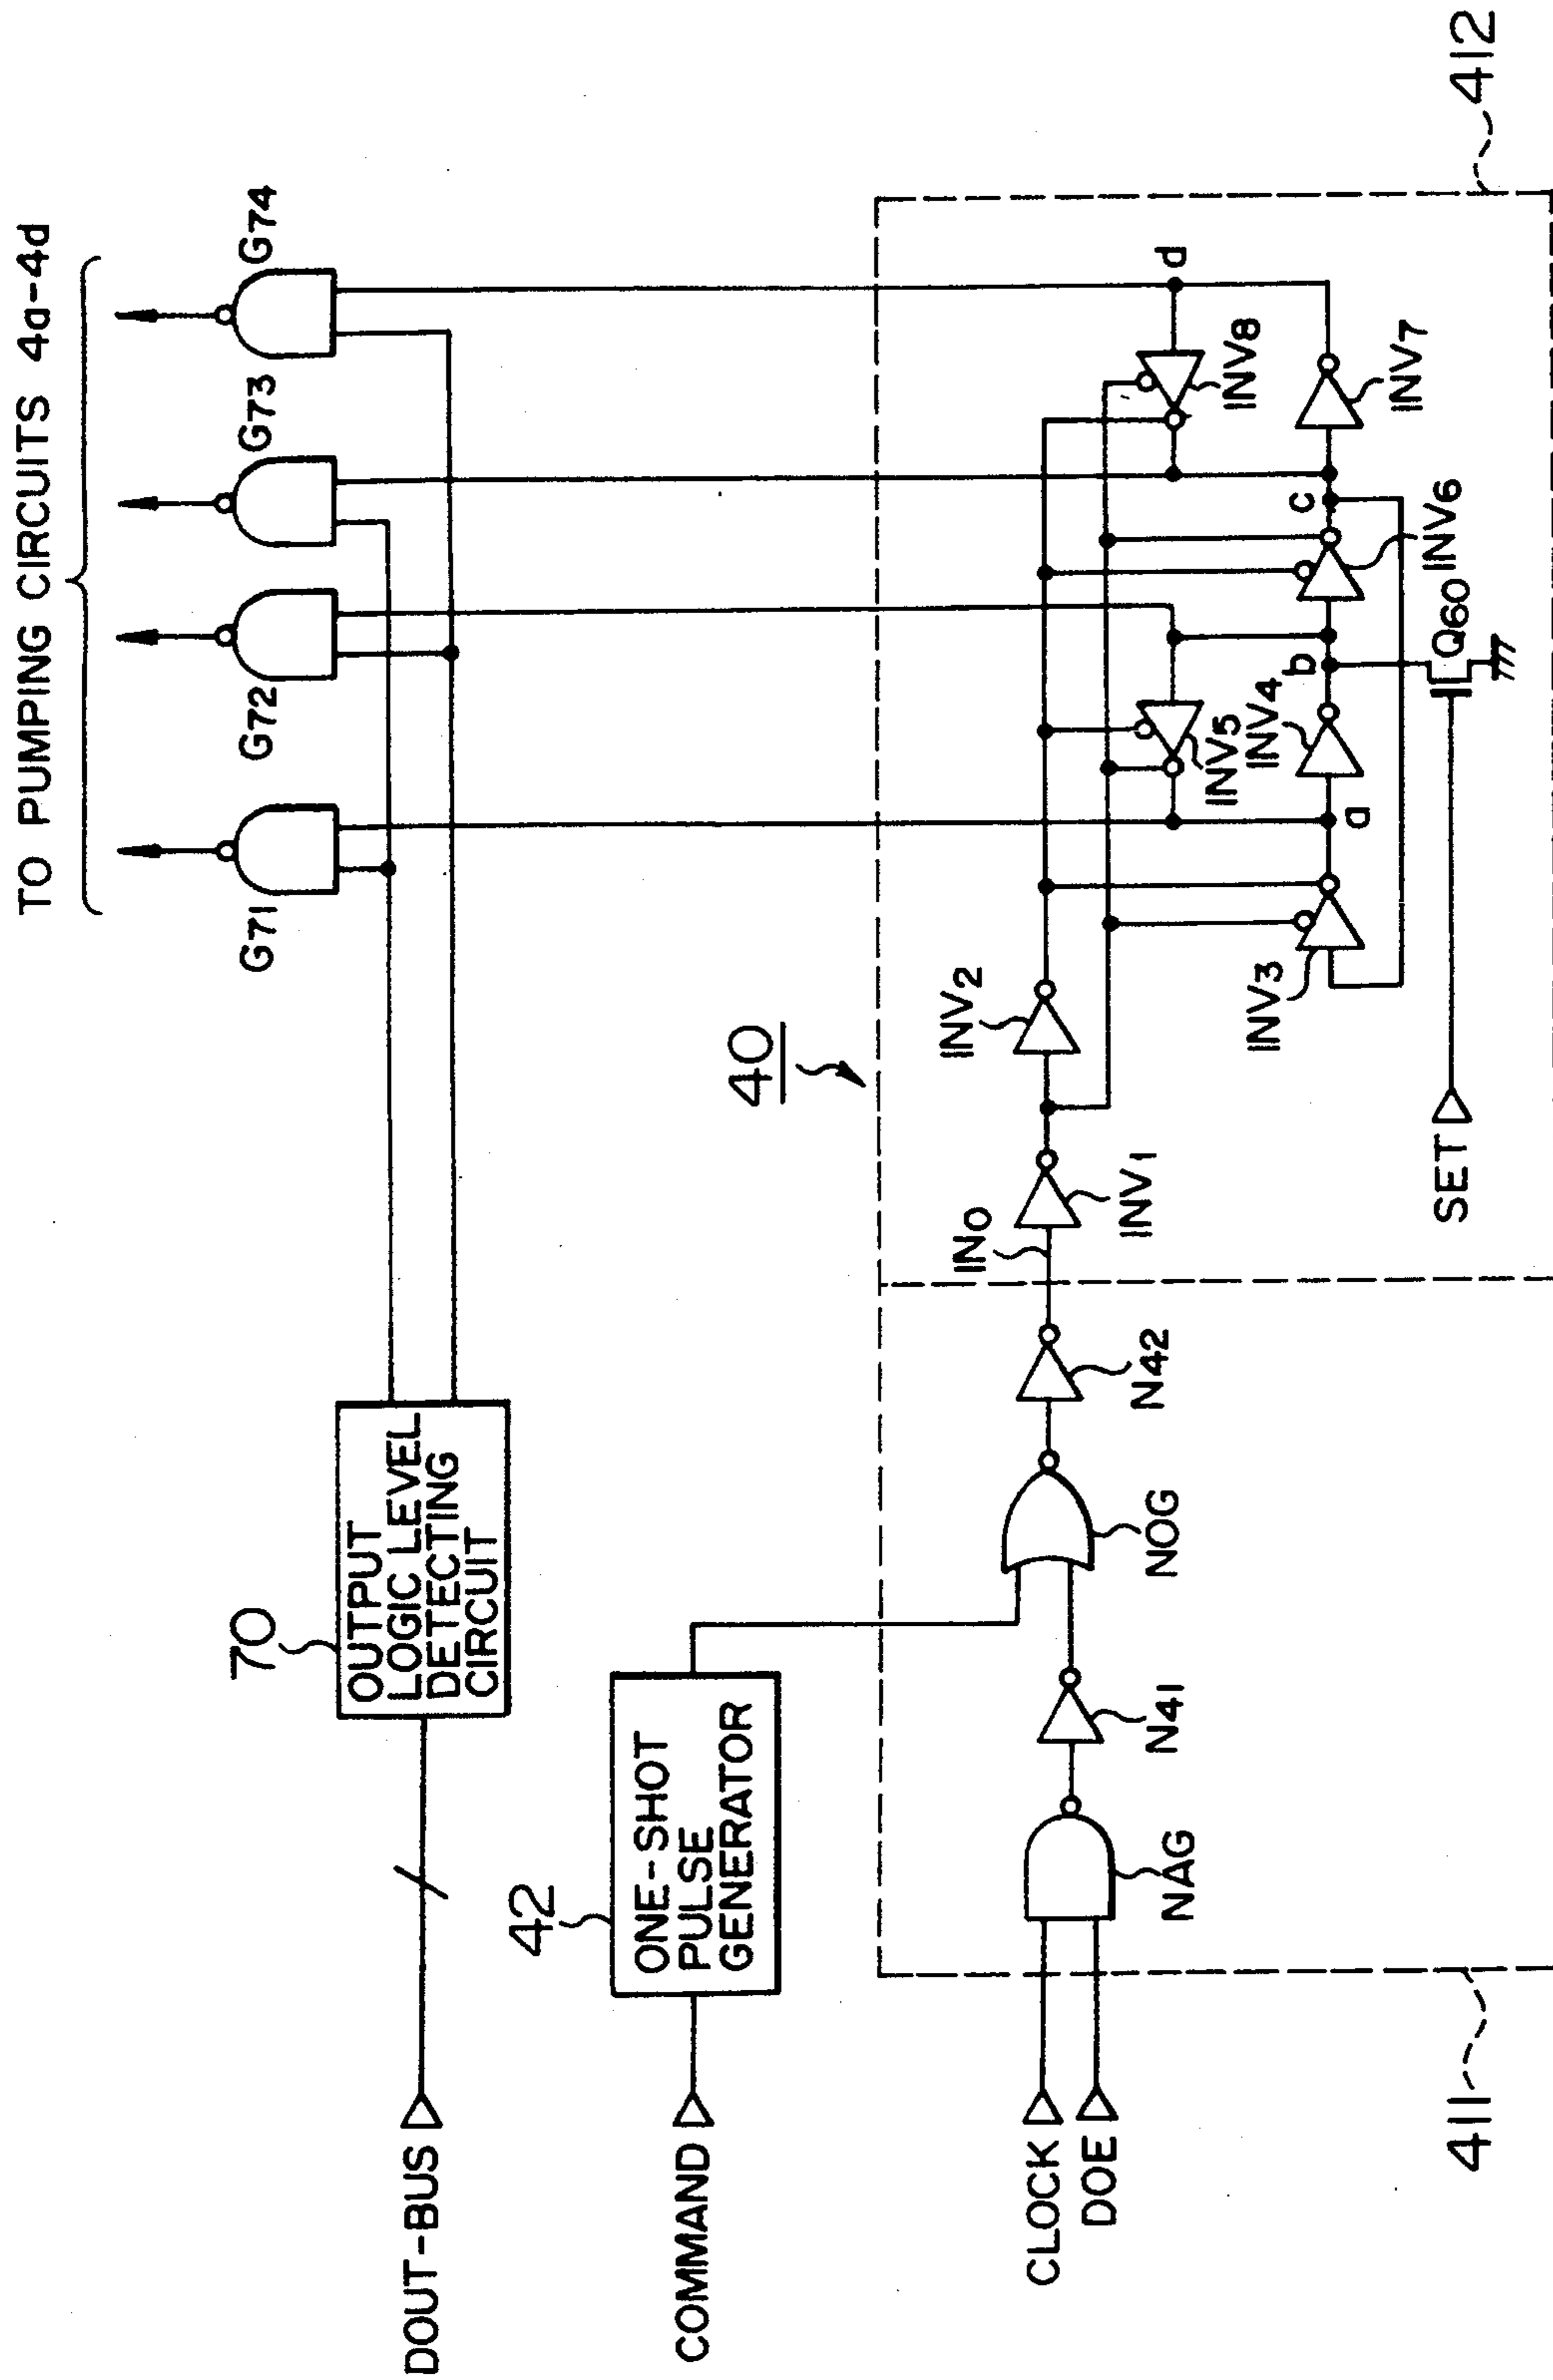 TO PUMPING CIRCUITS 4a-4d
G71
G72
G73
G74
70
OUTPUT
LOGIC LEVEL
DETECTING
CIRCUIT
DOUT-BUS
42
ONE-SHOT
PULSE
GENERATOR
COMMAND
40
CLOCK
DOE
NAG
N41
NOG
N42
IN0
INV1
INV2
INV3
INV4
INV5
INV6
INV7
INV8
a
b
c
d
Q60
SET
411
412